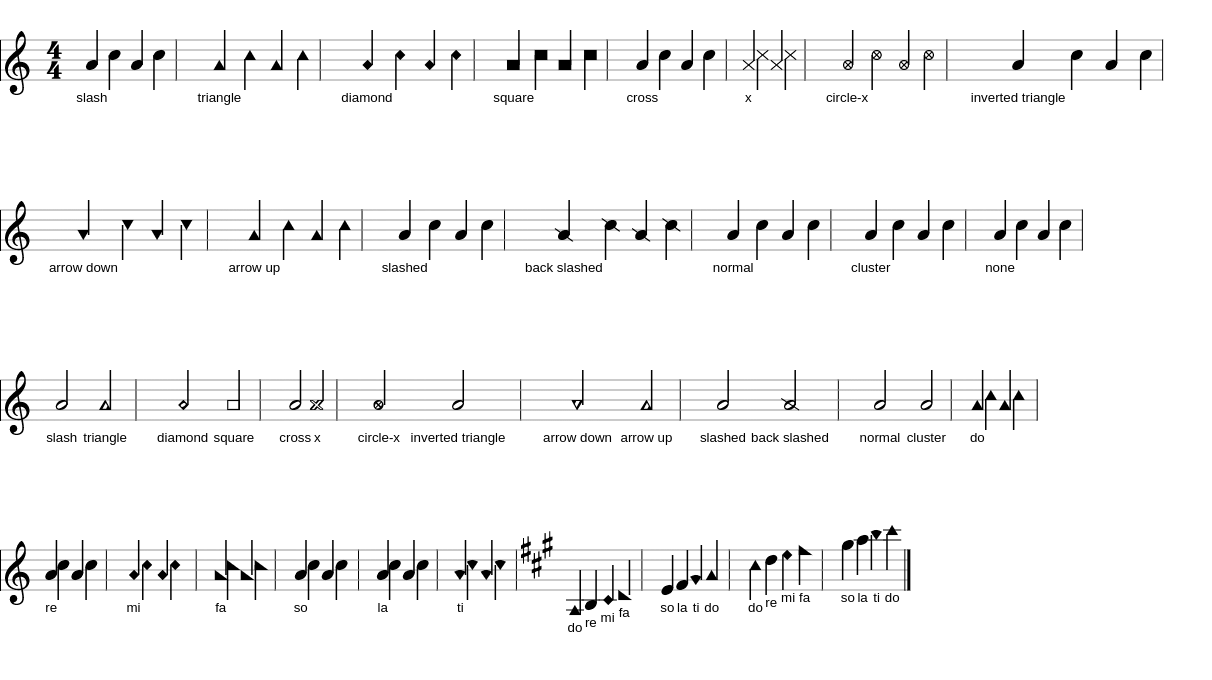 4
4
slash triangle diamond square cross x circle-x inverted triangle
arrow down arrow up slashed back slashed normal cluster none
slash triangle diamond square cross x circle-x inverted triangle arrow down arrow up slashed back slashed normal cluster do
re mi fa so la ti do re mi fa so la ti do do re mi fa so la ti do